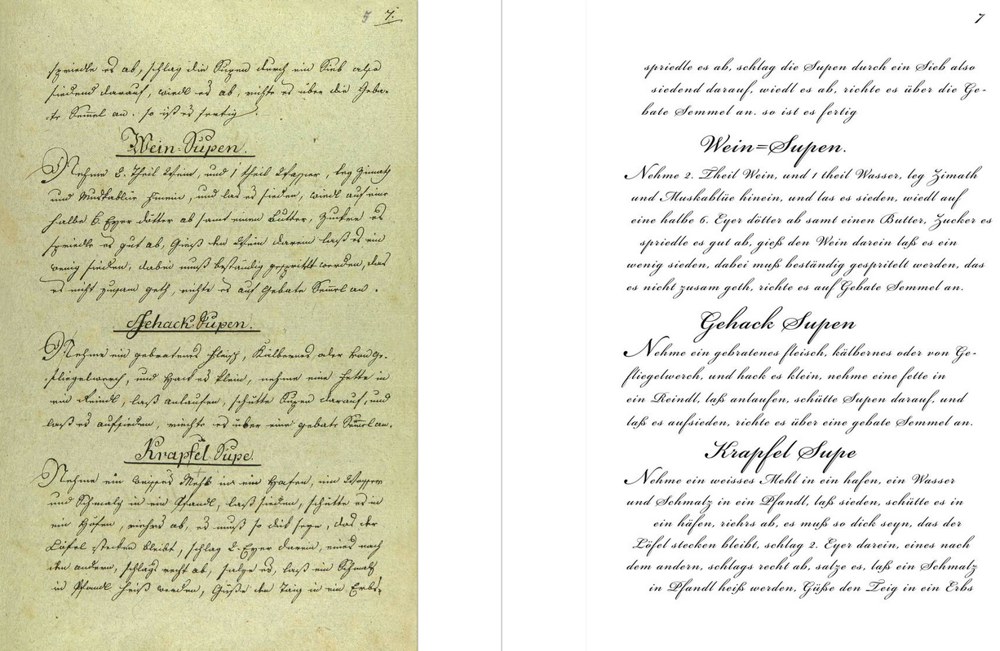 5 7.
spriedle es ab, schlag die Supen durch ein Sieb also
siedend darauf, wiedl es ab, richte es über die Geba-
te Semmel an. so ist es fertig.
Wein-Supen.
Nehme 2. Theil Wein, und 1 theil Wasser, leg Zimath
und Muskablüe hinein, und las es sieden, wiedl auf eine
halbe 6. Eyer dötter ab samt einen Butter, Zucker es
spriedle es gut ab, Gieß den Wein darein laß es ein
wenig sieden, dabei muß beständig gespritelt werden, das
es nicht zusam geth, richte es auf Gebate Semel an.
Gehack Supen.
Nehme ein gebratenes fleisch, Kälbernes oder von Ge-
fliegelwerch, und Hack es klein, nehme eine fette in
ein Reindl, laß anlaufen, schütte Supen darauf, und
laß es aufsieden, riechte es über eine gebate Semel an.
Krapfel Supe
Nehme ein weisses Mehl in ein Hafen, ein Wasser
und Schmalz in ein Pfandl, laß sieden, schütte es in
ein Häfen, riehrs ab, es muß so dick seyn, das der
Löfel stecken bleibt, schlag 2. Eyer darein, eines nach
den andern, schlags recht ab, salze es, laß ein Schmalz
in Pfandl heiß werden, Güße den Taig in ein Erbs
7
spriedle es ab, schlag die Supen durch ein Sieb also
siedend darauf, wiedl es ab, richte es über die Ge-
bate Semmel an. so ist es fertig
Wein=Supen.
Nehme 2. Theil Wein, und 1 theil Wasser, leg Zimath
und Muskablüe hinein, und las es sieden, wiedl auf
eine halbe 6. Eyer dötter ab samt einen Butter, Zucker es
spriedle es gut ab, gieß den Wein darein laß es ein
wenig sieden, dabei muß beständig gespritelt werden, das
es nicht zusam geth, richte es auf Gebate Semmel an.
Gehack Supen
Nehme ein gebratenes fleisch, kälbernes oder von Ge-
fliegelwerch, und hack es klein, nehme eine fette in
ein Reindl, laß anlaufen, schütte Supen darauf, und
laß es aufsieden, richte es über eine gebate Semmel an.
Krapfel Supe
Nehme ein weisses Mehl in ein hafen, ein Wasser
und Schmalz in ein Pfandl, laß sieden, schütte es in
ein häfen, riehrs ab, es muß so dick seyn, das der
Löfel stecken bleibt, schlag 2. Eyer darein, eines nach
dem andern, schlags recht ab, salze es, laß ein Schmalz
in Pfandl heiß werden, Güße den Teig in ein Erbs